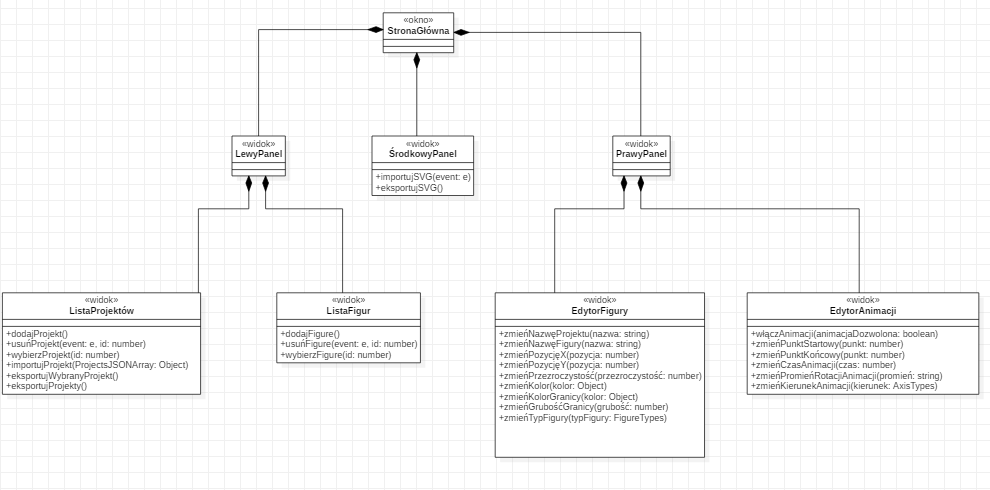 «okno»
StronaGłówna
«widok»
LewyPanel
«widok»
ŚrodkowyPanel
+importujSVG(event: e)
+eksportujSVG()
«widok»
PrawyPanel
«widok»
ListaProjektów
+dodajProjekt()
+usuńProjekt(event: e, id: number)
+wybierzProjekt(id: number)
+importujProjekt(ProjectsJSONArray: Object)
+eksportujWybranyProjekt()
+eksportujProjekty()
«widok»
ListaFigur
+dodajFigure()
+usuńFigure(event: e, id: number)
+wybierzFigure(id: number)
«widok»
EdytorFigury
+zmieńNazwęProjektu(nazwa: string)
+zmieńNazwęFigury(nazwa: string)
+zmieńPozycjęX(pozycja: number)
+zmieńPozycjęY(pozycja: number)
+zmieńPrzezroczystość(przezroczystość: number)
+zmieńKolor(kolor: Object)
+zmieńKolorGranicy(kolor: Object)
+zmieńGrubośćGranicy(grubość: number)
+zmieńTypFigury(typFigury: FigureTypes)
«widok»
EdytorAnimacji
+włączAnimacji(animacjaDozwolona: boolean)
+zmieńPunktStartowy(punkt: number)
+zmieńPunktKońcowy(punkt: number)
+zmieńCzasAnimacji(czas: number)
+zmieńPromieńRotacjiAnimacji(promień: string)
+zmieńKierunekAnimacji(kierunek: AxisTypes)